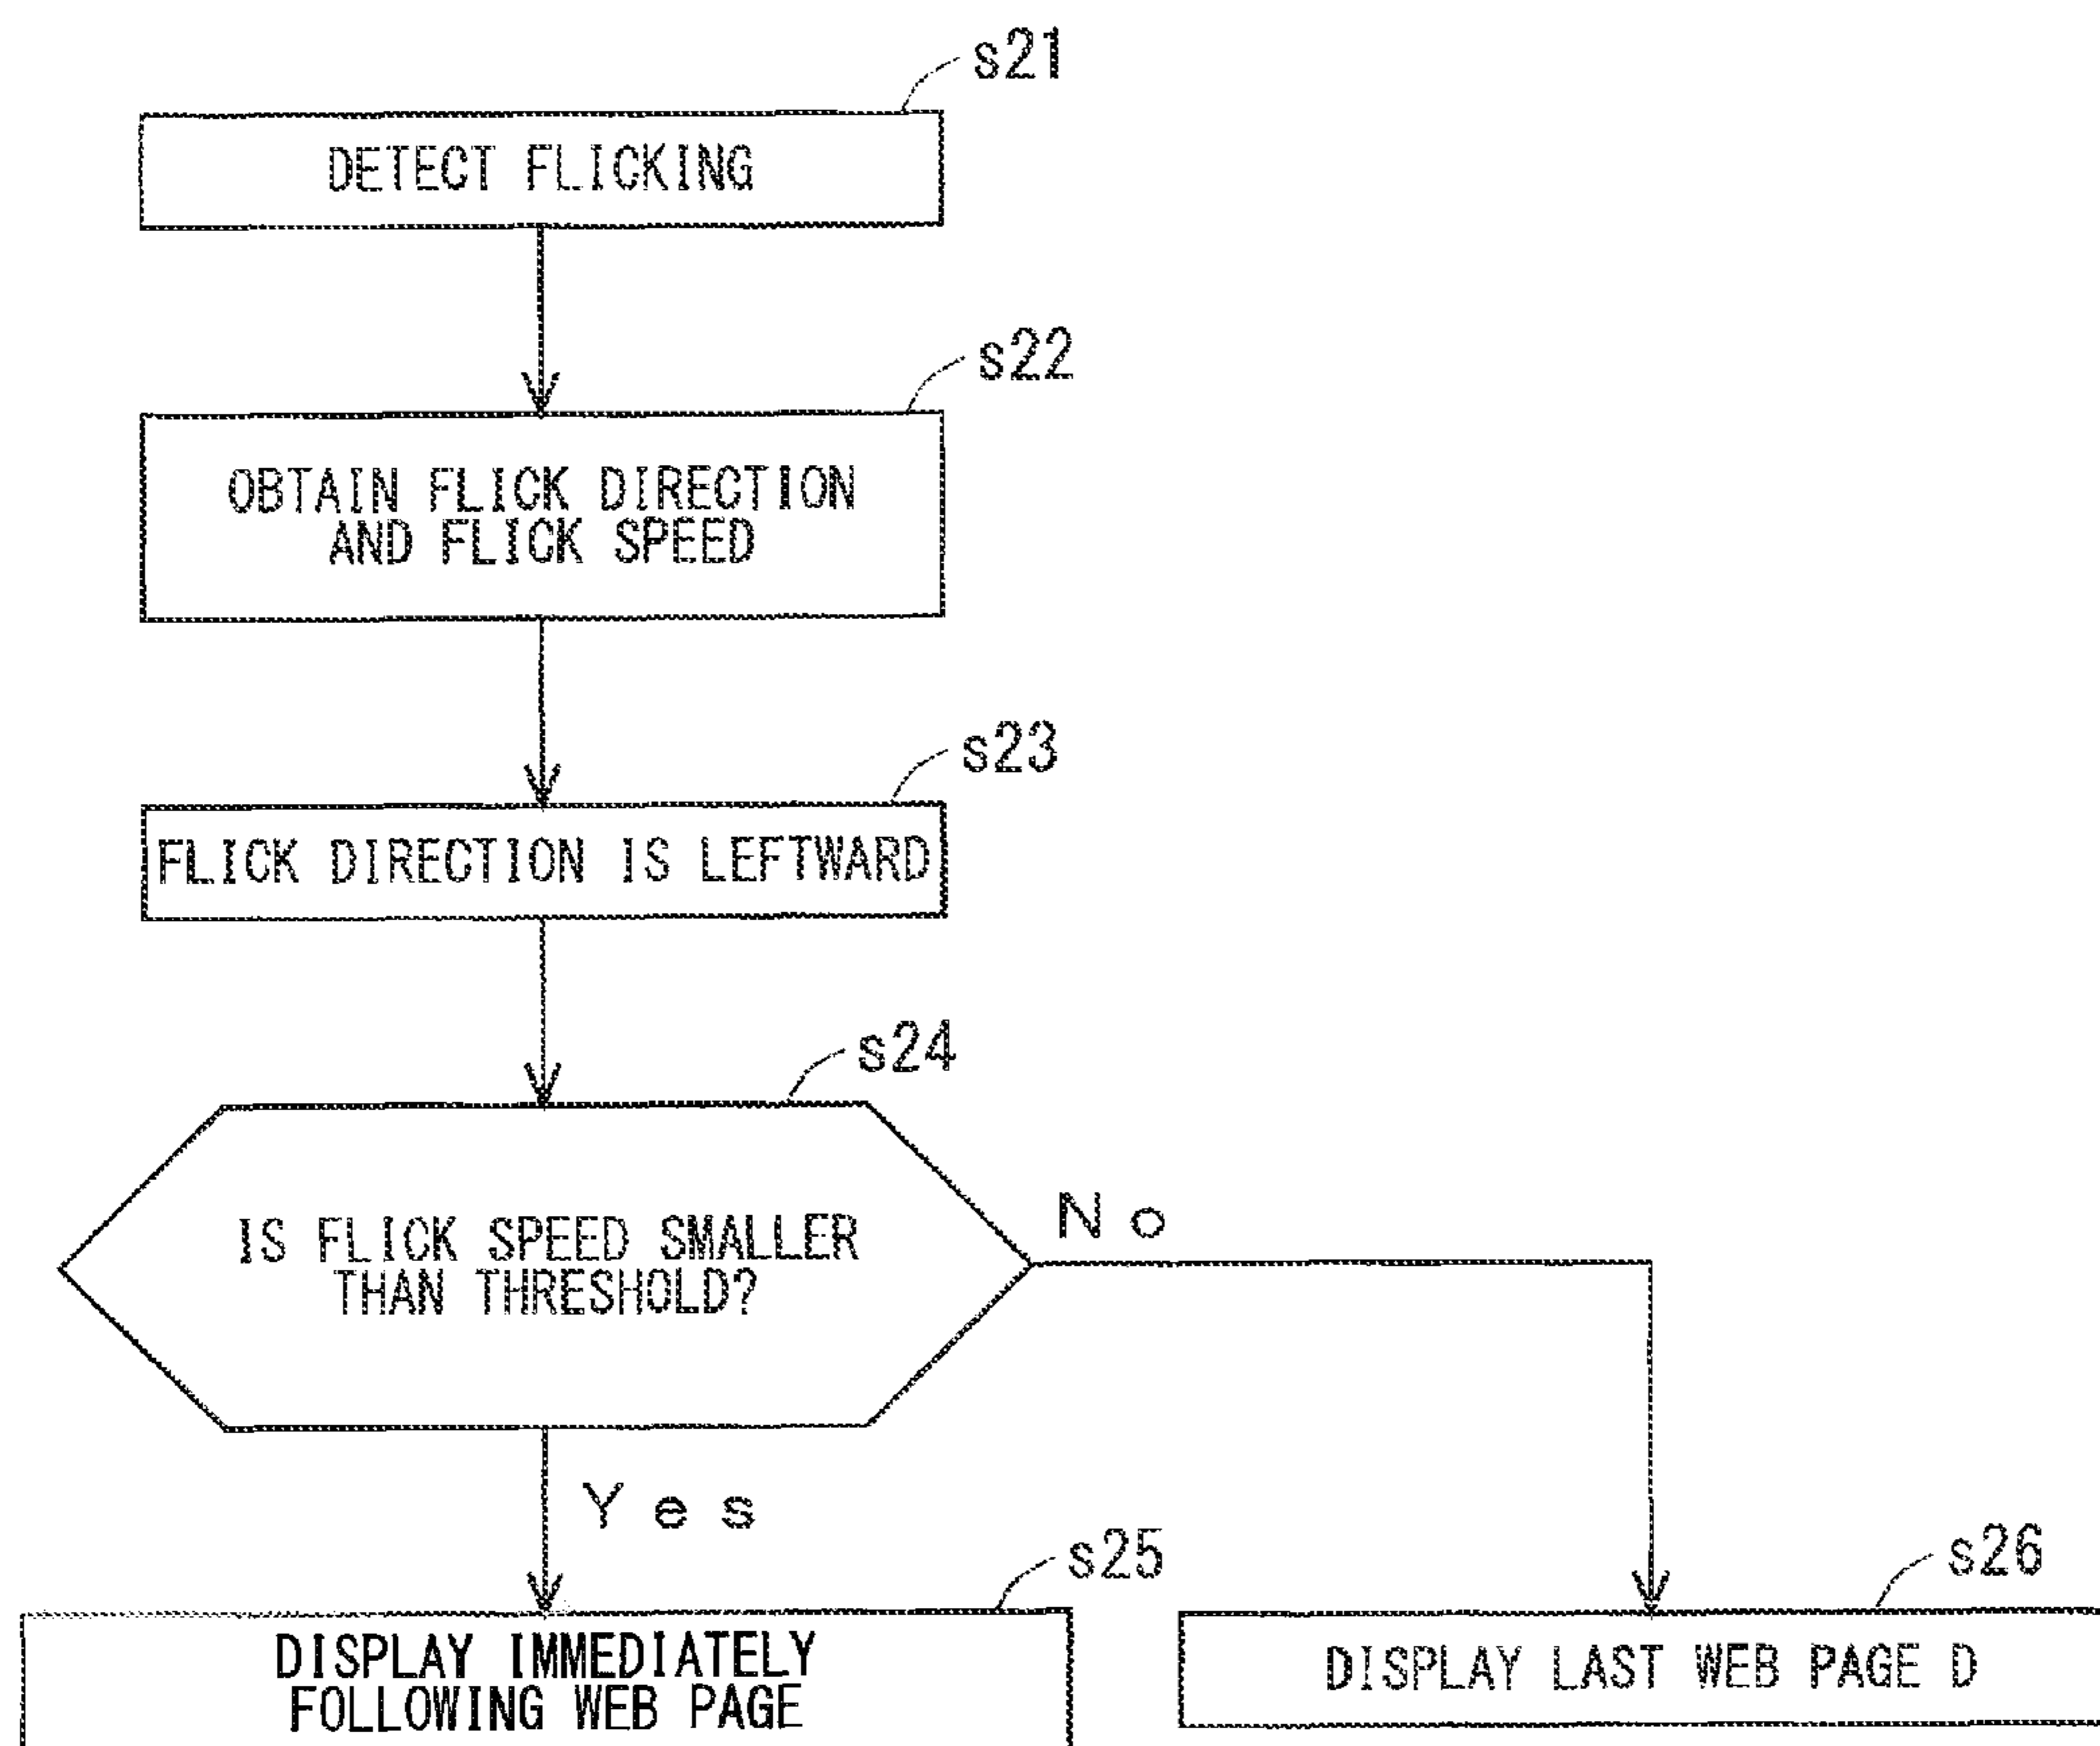 s21
DETECT FLICKING
s22
OBTAIN FLICK DIRECTION
AND FLICK SPEED
s23
FLICK DIRECTION IS LEFTWARD
s24
IS FLICK SPEED SMALLER
THAN THRESHOLD?
No
Yes
s25
DISPLAY IMMEDIATELY
FOLLOWING WEB PAGE
s26
DISPLAY LAST WEB PAGE D